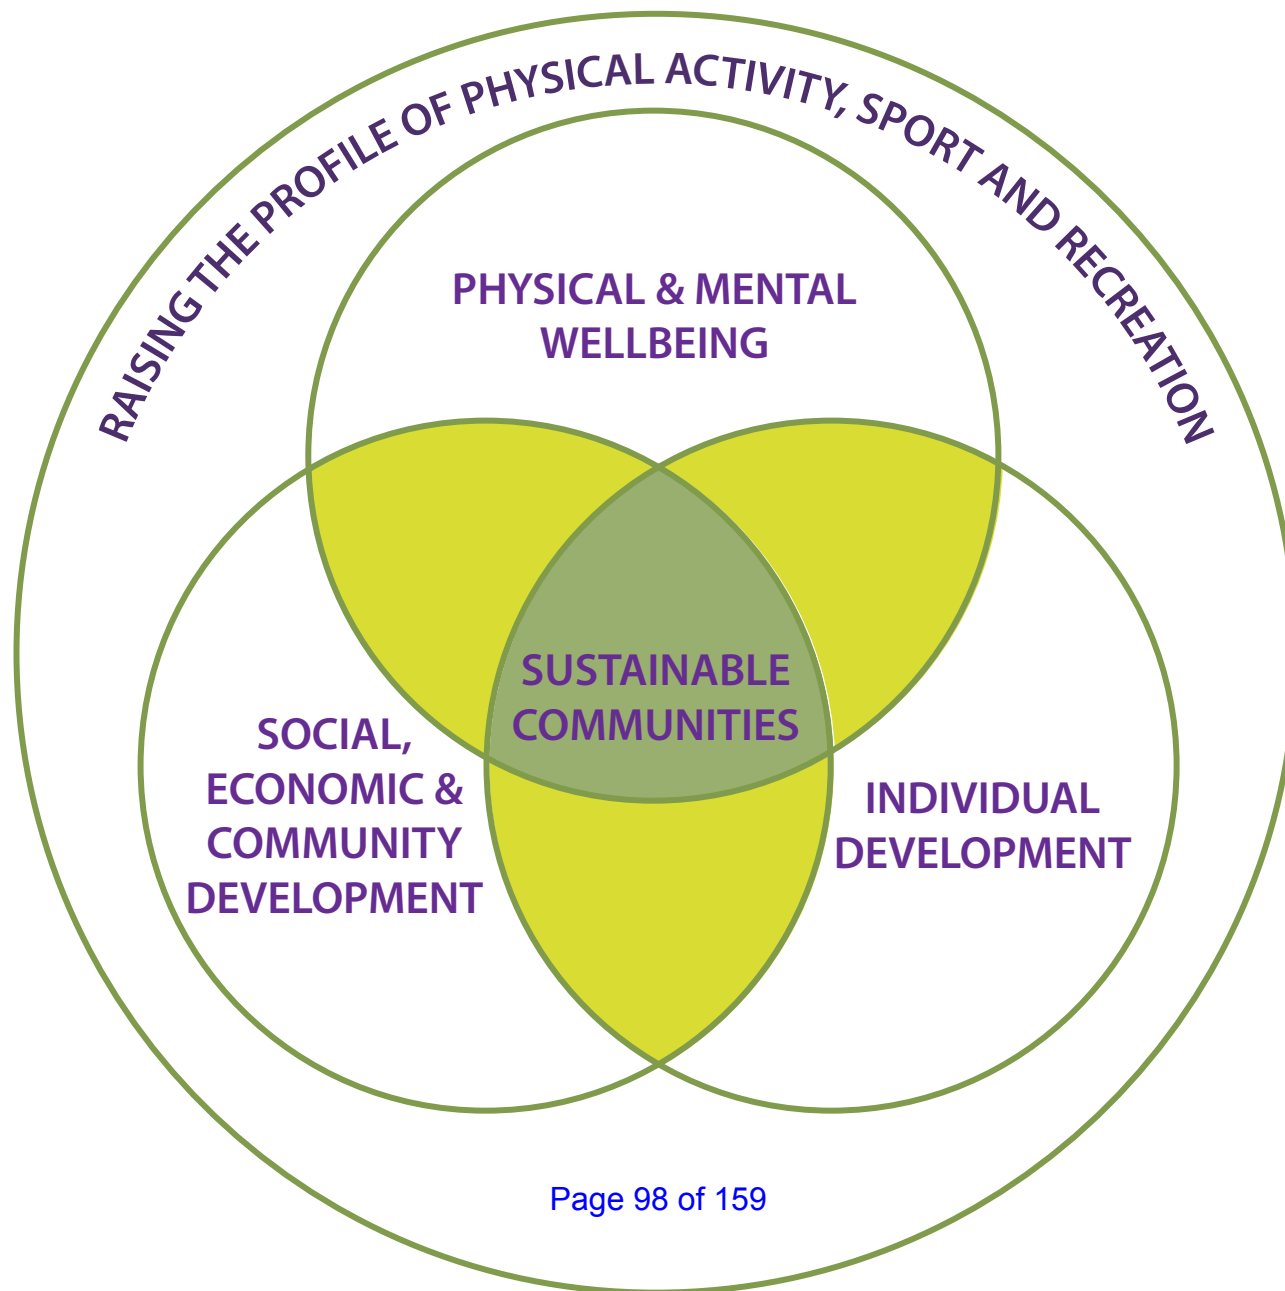 RAISING THE PROFILE OF PHYSICAL ACTIVITY, SPORT AND RECREATION
PHYSICAL & MENTAL
WELLBEING
SUSTAINABLE
COMMUNITIES
SOCIAL,
ECONOMIC &
COMMUNITY
DEVELOPMENT
INDIVIDUAL
DEVELOPMENT
Page 98 of 159